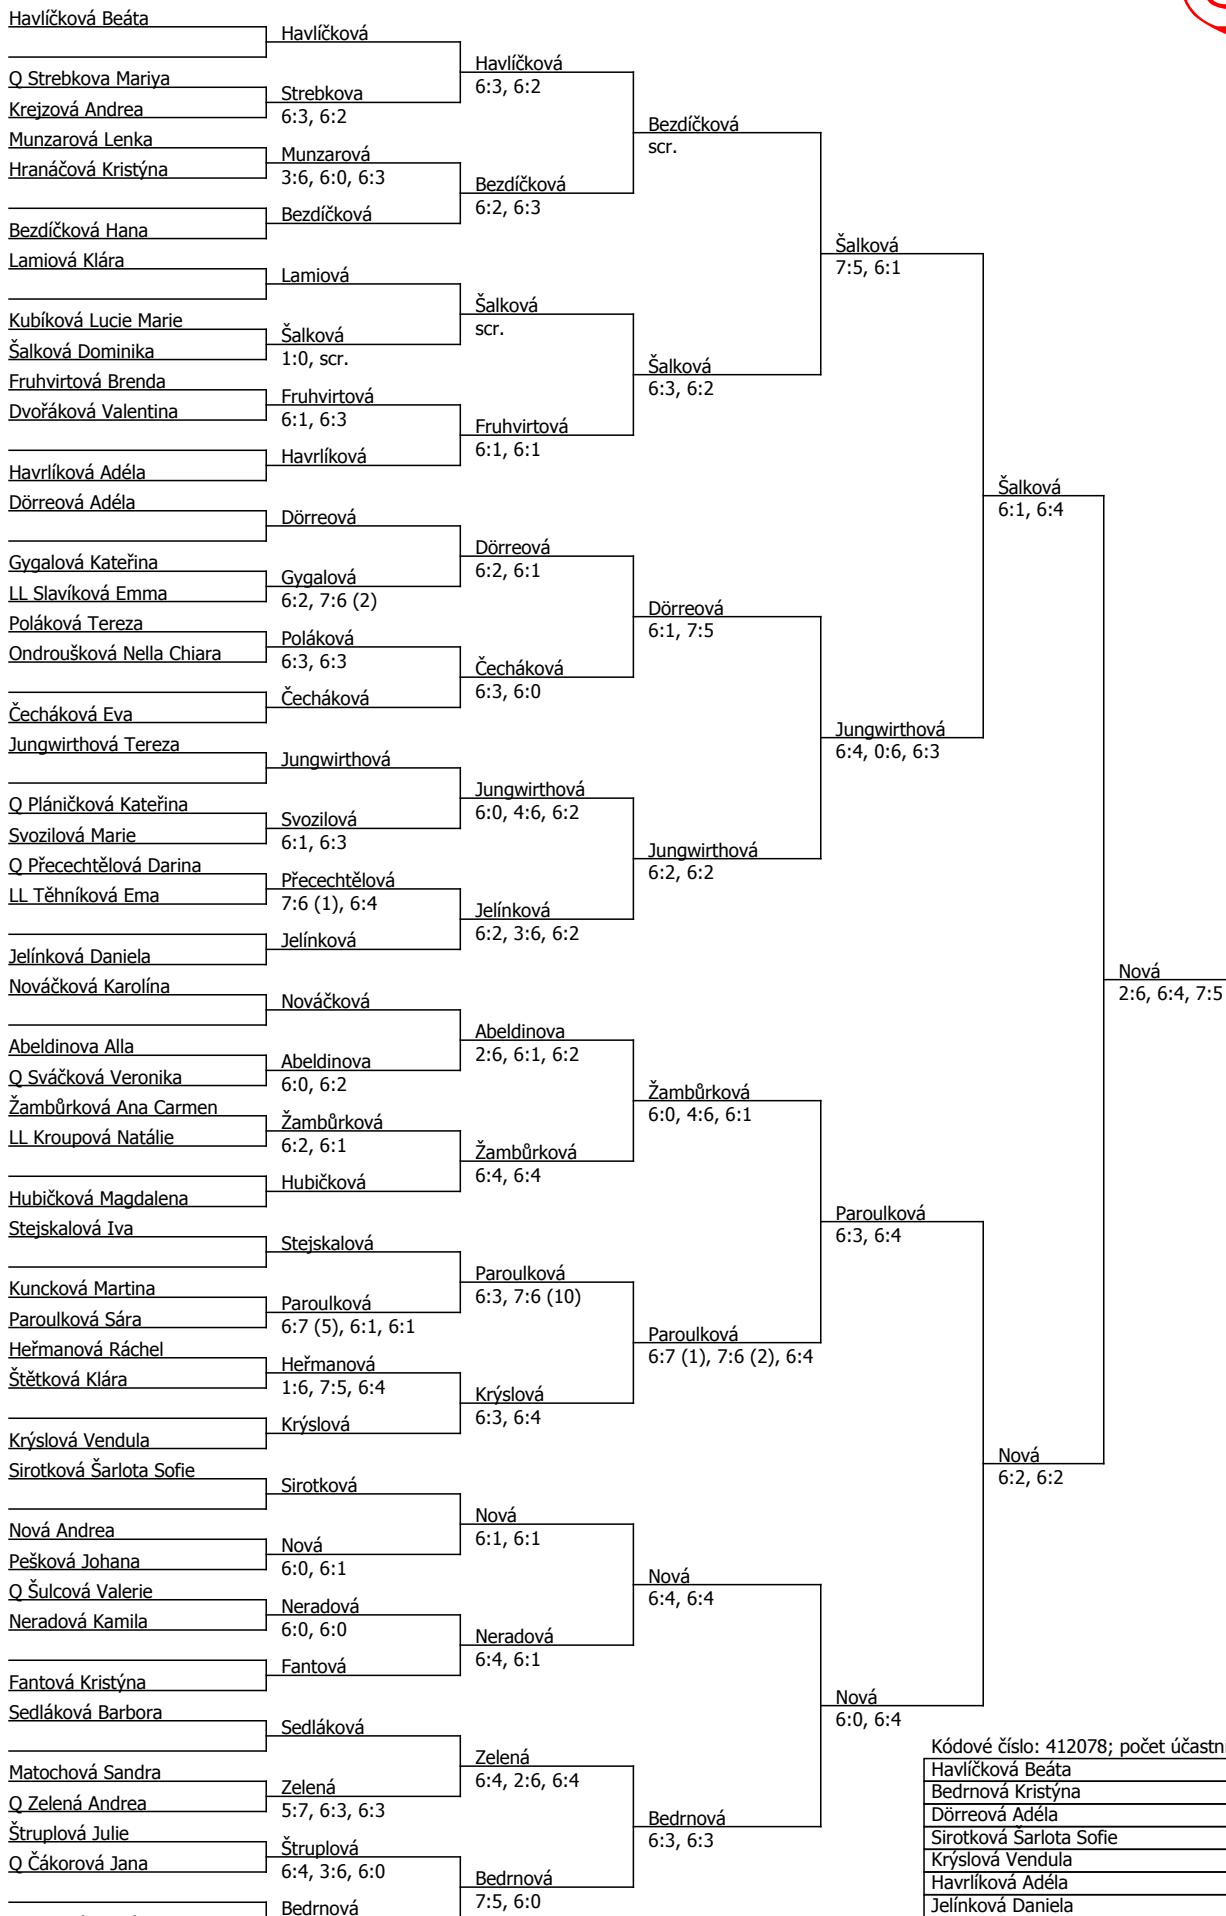 Havlíčková Beáta
Q Strebkova Mariya
Krejzová Andrea
Munzarová Lenka
Hranáčová Kristýna
Bezdíčková Hana
Lamiová Klára
Kubíková Lucie Marie
Šalková Dominika
Fruhvirtová Brenda
Dvořáková Valentina
Havrlíková Adéla
Dörreová Adéla
Gygalová Kateřina
LL Slavíková Emma
Poláková Tereza
Ondroušková Nella Chiara
Čecháková Eva
Jungwirthová Tereza
Q Pláničková Kateřina
Svozilová Marie
Q Přecechtělová Darina
LL Těhníková Ema
Jelínková Daniela
Nováčková Karolína
Abeldinova Alla
Q Sváčková Veronika
Žambůrková Ana Carmen
LL Kroupová Natálie
Hubičková Magdalena
Stejskalová Iva
Kuncková Martina
Paroulková Sára
Heřmanová Ráchel
Štětková Klára
Krýslová Vendula
Sirotková Šarlota Sofie
Nová Andrea
Pešková Johana
Q Šulcová Valerie
Neradová Kamila
Fantová Kristýna
Sedláková Barbora
Matochová Sandra
Q Zelená Andrea
Štruplová Julie
Q Čákorová Jana
Havlíčková
Strebkova
6:3, 6:2
Munzarová
3:6, 6:0, 6:3
Bezdíčková
Lamiová
Šalková
1:0, scr.
Fruhvirtová
6:1, 6:3
Havrlíková
Dörreová
Gygalová
6:2, 7:6 (2)
Poláková
6:3, 6:3
Čecháková
Jungwirthová
Svozilová
6:1, 6:3
Přecechtělová
7:6 (1), 6:4
Jelínková
Nováčková
Abeldinova
6:0, 6:2
Žambůrková
6:2, 6:1
Hubičková
Stejskalová
Paroulková
6:7 (5), 6:1, 6:1
Heřmanová
1:6, 7:5, 6:4
Krýslová
Sirotková
Nová
6:0, 6:1
Neradová
6:0, 6:0
Fantová
Sedláková
Zelená
5:7, 6:3, 6:3
Štruplová
6:4, 3:6, 6:0
Bedrnová
Havlíčková
6:3, 6:2
Bezdíčková
6:2, 6:3
Šalková
scr.
Fruhvirtová
6:1, 6:1
Dörreová
6:2, 6:1
Čecháková
6:3, 6:0
Jungwirthová
6:0, 4:6, 6:2
Jelínková
6:2, 3:6, 6:2
Abeldinova
2:6, 6:1, 6:2
Žambůrková
6:4, 6:4
Paroulková
6:3, 7:6 (10)
Krýslová
6:3, 6:4
Nová
6:1, 6:1
Neradová
6:4, 6:1
Zelená
6:4, 2:6, 6:4
Bedrnová
7:5, 6:0
Bezdíčková
scr.
Šalková
6:3, 6:2
Dörreová
6:1, 7:5
Jungwirthová
6:2, 6:2
Žambůrková
6:0, 4:6, 6:1
Paroulková
6:7 (1), 7:6 (2), 6:4
Nová
6:4, 6:4
Bedrnová
6:3, 6:3
Šalková
7:5, 6:1
Jungwirthová
6:4, 0:6, 6:3
Paroulková
6:3, 6:4
Nová
6:0, 6:4
Šalková
6:1, 6:4
Nová
6:2, 6:2
Nová
2:6, 6:4, 7:5
Kódové číslo: 412078; počet účastn
Havlíčková Beáta
Bedrnová Kristýna
Dörreová Adéla
Sirotková Šarlota Sofie
Krýslová Vendula
Havrlíková Adéla
Jelínková Daniela